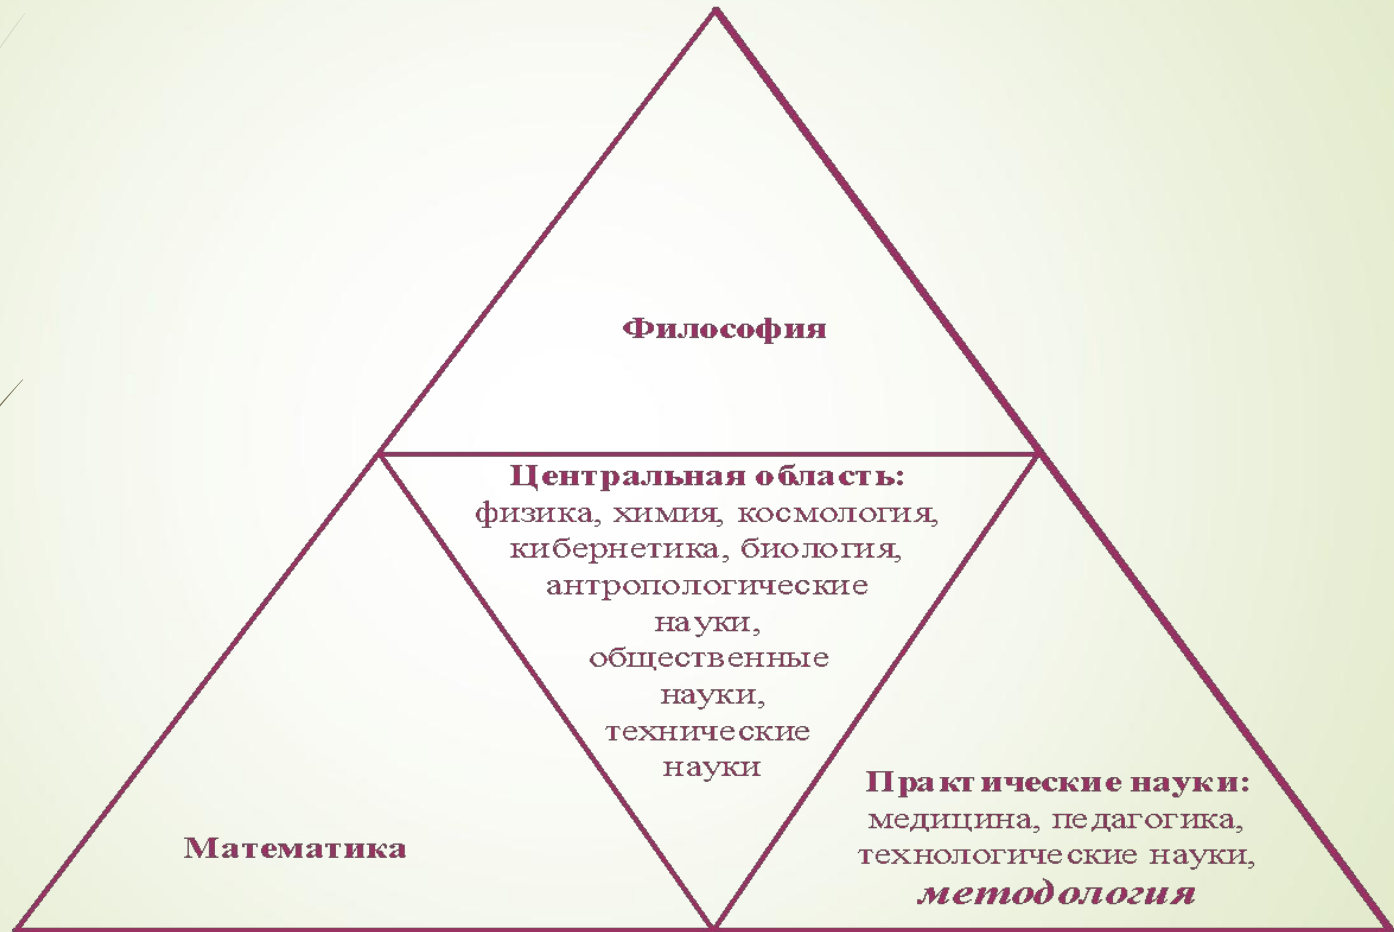 Философия
Центральная область:
физика, химия, космология,
кибернетика, биология,
антропологические
науки,
общественные
науки,
технические
науки
Математика
Практические науки:
медицина, педагогика,
технологические науки,
методология